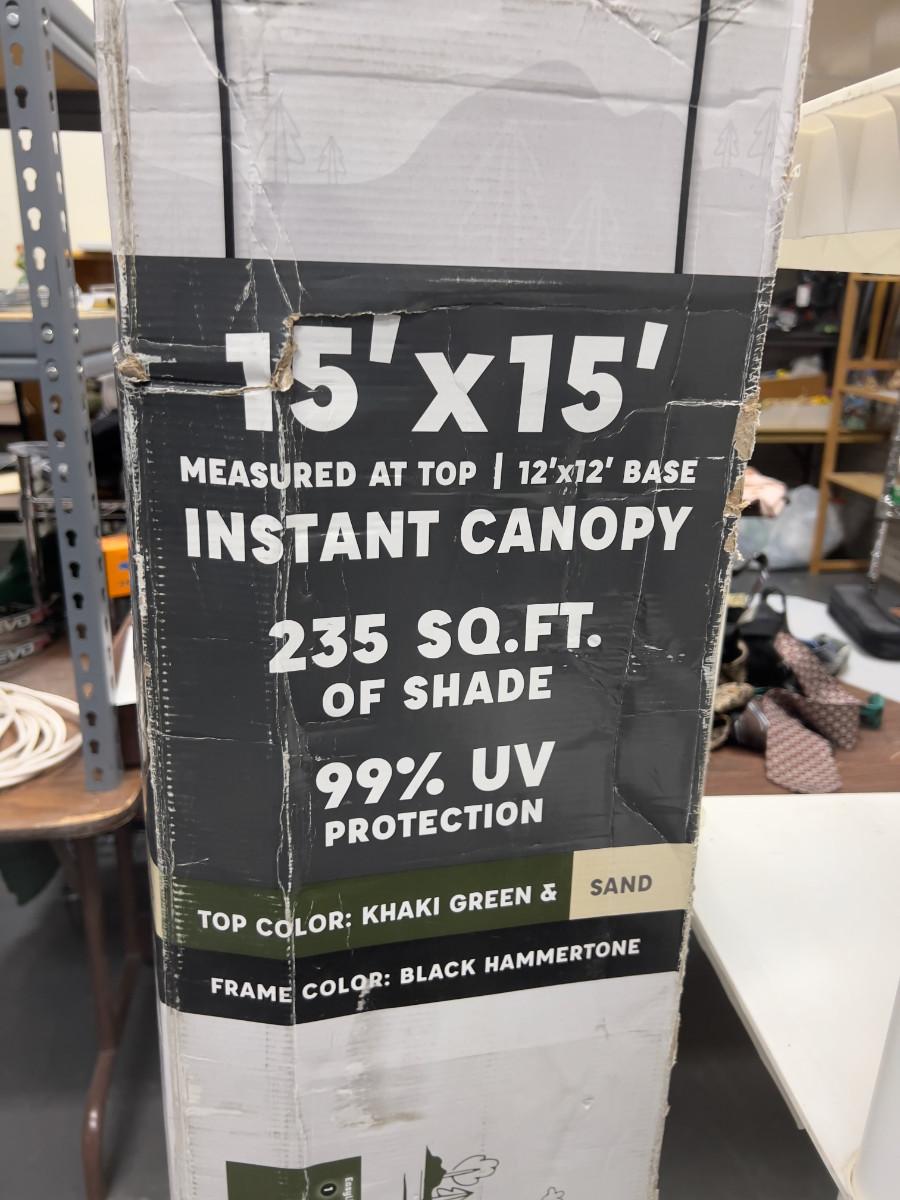 15'x15'
MEASURED AT TOP | 12'x12' BASE
INSTANT CANOPY
235 SQ.FT.
OF SHADE
99% UV
PROTECTION
TOP COLOR: KHAKI GREEN & SAND
FRAME COLOR: BLACK HAMMERTONE